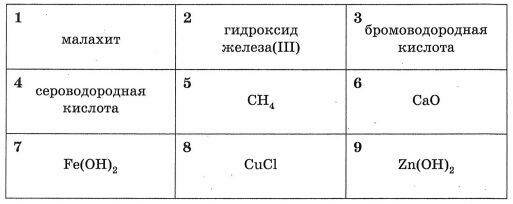 1 2 3
малахит гидроксид железа(III) бромоводородная кислота
4 5 6
сероводородная кислота CH₄ CaO
7 8 9
Fe(OH)₂ CuCl Zn(OH)₂